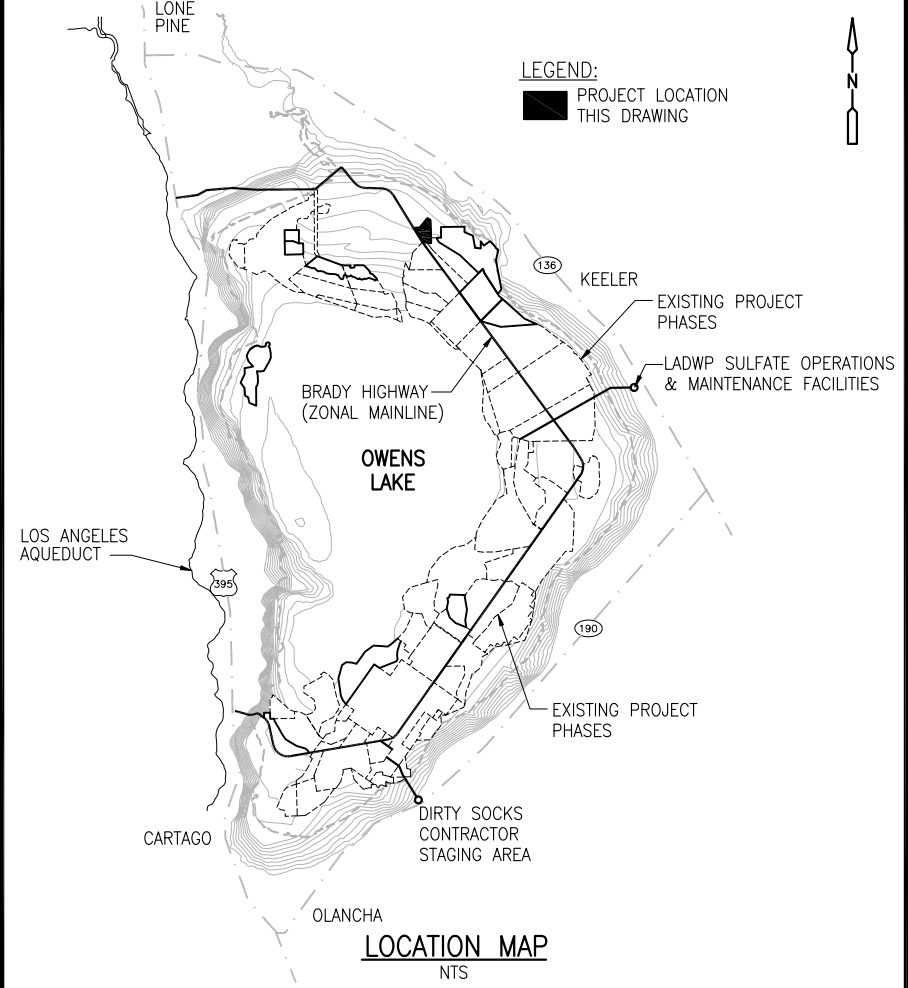 LONE
PINE
LEGEND:
PROJECT LOCATION
THIS DRAWING
N
136
KEELER
EXISTING PROJECT
PHASES
LADWP SULFATE OPERATIONS
& MAINTENANCE FACILITIES
BRADY HIGHWAY
(ZONAL MAINLINE)
OWENS
LAKE
LOS ANGELES
AQUEDUCT
395
190
EXISTING PROJECT
PHASES
DIRTY SOCKS
CONTRACTOR
STAGING AREA
CARTAGO
OLANCHA
LOCATION MAP
NTS